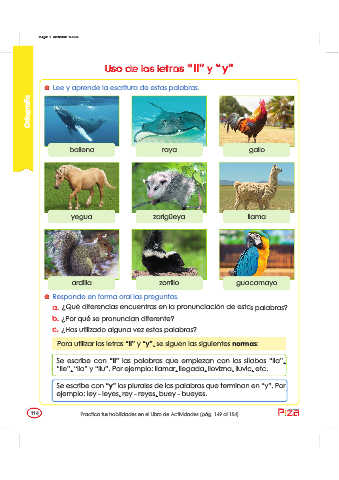 Uso de las letras "ll" y "y"
Ortografía
Lee y aprende la escritura de estas palabras.
ballena
raya
gallo
yegua
zarigüeya
llama
ardilla
zorrillo
guacamayo
Responde en forma oral las preguntas.
a. ¿Qué diferencias encuentras en la pronunciación de estas palabras?
b. ¿Por qué se pronuncian diferente?
c. ¿Has utilizado alguna vez estas palabras?
Para utilizar las letras "ll" y "y", se siguen las siguientes normas:
Se escribe con "ll" las palabras que empiezan con las sílabas "lla",
"lle", "llo" y "llu". Por ejemplo: llamar, llegada, llovizna, lluvia, etc.
Se escribe con "y" los plurales de las palabras que terminan en "y". Por
ejemplo: ley - leyes, rey - reyes, buey - bueyes.
114
Practica tus habilidades en el Libro de Actividades (pág. 149 al 154)
Piza